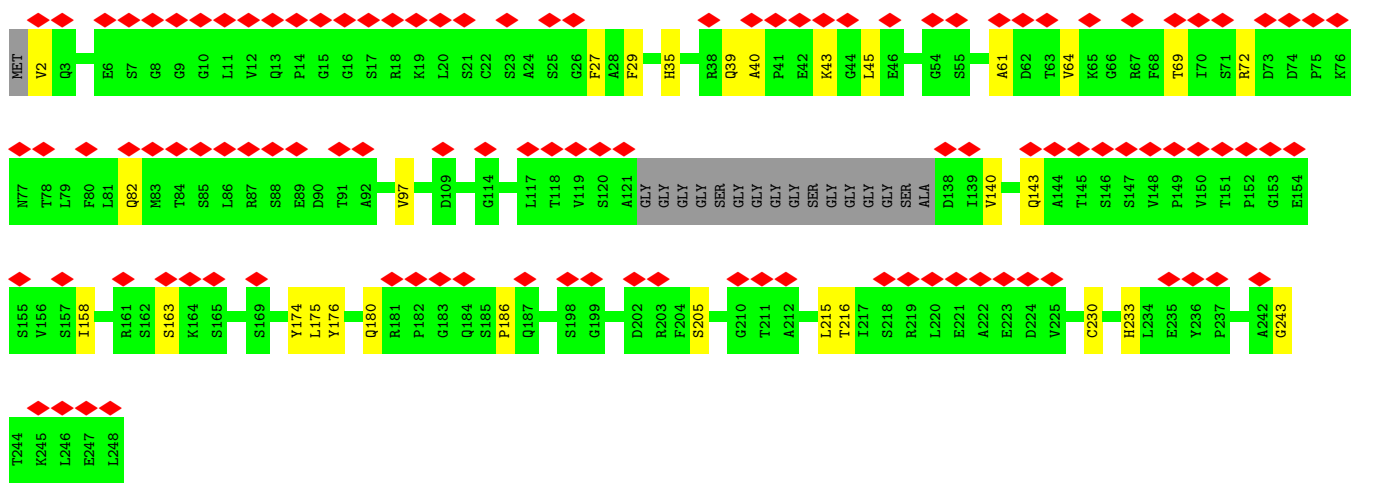 MET V2 Q3 E6 S7 G8 G9 G10 L11 V12 Q13 P14 G15 G16 S17 R18 K19 L20 S21 C22 S23 A24 S25 G26 F27 A28 F29 H35 R38 Q39 A40 P41 E42 K43 G44 L45 E46 G54 S55 A61 D62 T63 V64 K65 G66 R67 F68 T69 I70 S71 R72 D73 D74 P75 K76
N77 T78 L79 F80 L81 Q82 M83 T84 S85 L86 R87 S88 E89 D90 T91 A92 V97 D109 G114 L117 T118 V119 S120 A121 GLY GLY GLY GLY SER GLY GLY GLY GLY SER GLY GLY GLY GLY SER ALA D138 I139 V140 Q143 A144 T145 S146 S147 V148 P149 V150 T151 P152 G153 E154
S155 V156 S157 I158 R161 S162 S163 K164 S165 S169 Y174 L175 Y176 Q180 R181 P182 G183 Q184 S185 P186 Q187 S198 G199 D202 R203 F204 S205 G210 T211 A212 L215 T216 I217 S218 R219 L220 E221 A222 E223 D224 V225 C230 H233 L234 E235 Y236 P237 A242 G243
T244 K245 L246 E247 L248